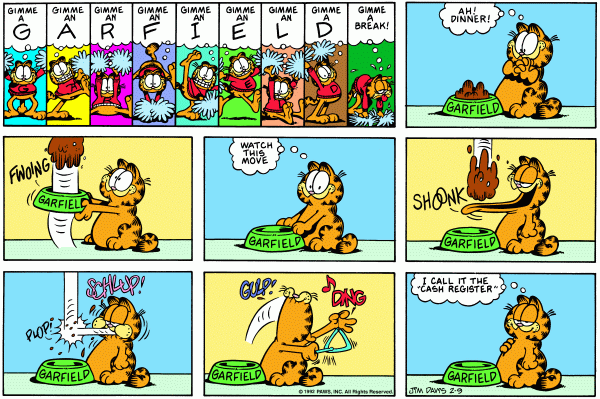 GIMME
A
G
GIMME
AN
A
GIMME
AN
R
GIMME
AN
F
GIMME
AN
I
GIMME
AN
E
GIMME
AN
L
GIMME
A
D
GIMME
A
BREAK!
AH!
DINNER!
GARFIELD
FWOING
GARFIELD
WATCH
THIS
MOVE
GARFIELD
SHOONK
GARFIELD
SCHLUP!
PLOP!
GARFIELD
GULP!
DING
GARFIELD
© 1992 PAWS, INC. All Rights Reserved.
I CALL IT THE
"CASH REGISTER"
GARFIELD
JIM DAVIS 2-9